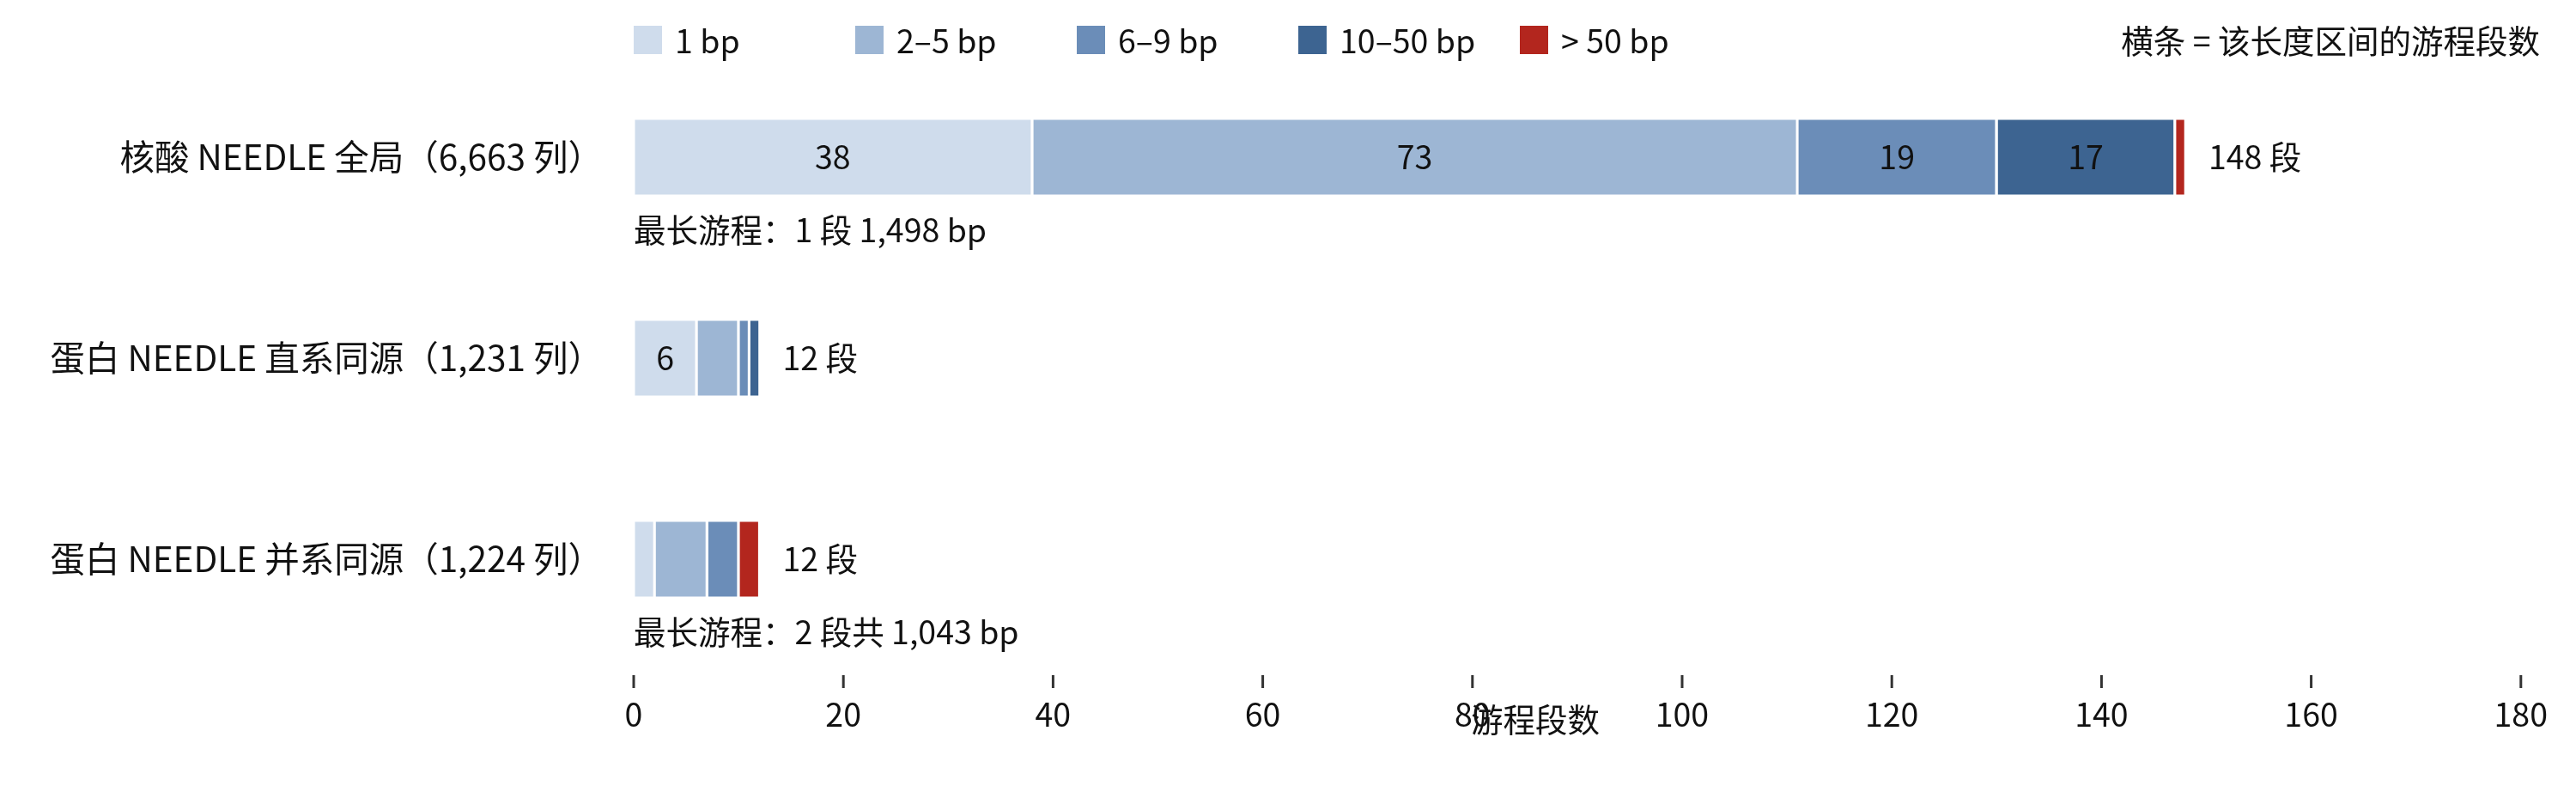 1 bp 2–5 bp 6–9 bp 10–50 bp > 50 bp 横条 = 该长度区间的游程段数
核酸 NEEDLE 全局（6,663 列） 38 73 19 17 148 段
最长游程：1 段 1,498 bp
蛋白 NEEDLE 直系同源（1,231 列） 6 12 段
蛋白 NEEDLE 并系同源（1,224 列） 12 段
最长游程：2 段共 1,043 bp
0 20 40 60 80 100 120 140 160 180
游程段数